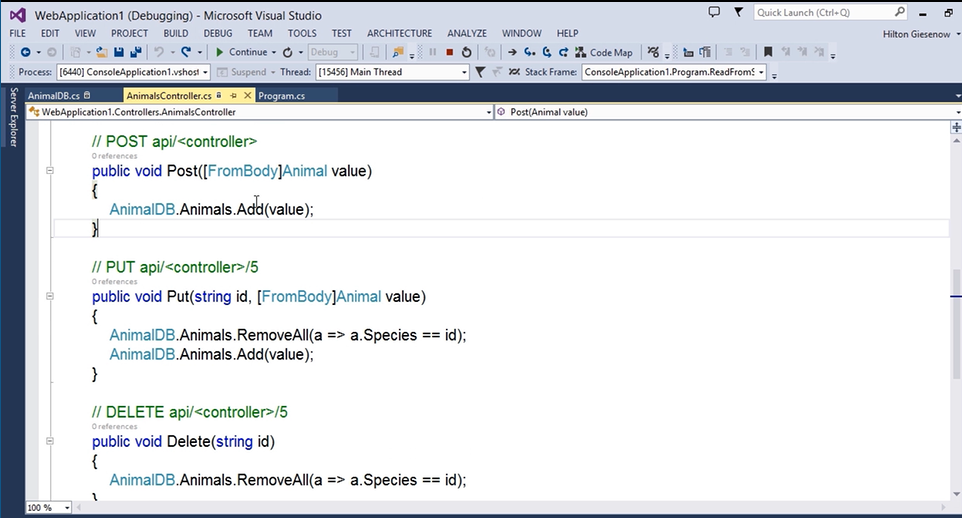 WebApplication1 (Debugging) - Microsoft Visual Studio
Quick Launch (Ctrl+Q)
FILE EDIT VIEW PROJECT BUILD DEBUG TEAM TOOLS TEST ARCHITECTURE ANALYZE WINDOW HELP
Hilton Giesenow
Continue Debug Code Map
Process: [6440] ConsoleApplication1.vshost Suspend Thread: [15456] Main Thread Stack Frame: ConsoleApplication1.Program.ReadFromS
Server Explorer
AnimalDB.cs AnimalsController.cs Program.cs
WebApplication1.Controllers.AnimalsController Post(Animal value)
// POST api/<controller>
0 references
public void Post([FromBody]Animal value)
{
AnimalDB.Animals.Add(value);
}
// PUT api/<controller>/5
0 references
public void Put(string id, [FromBody]Animal value)
{
AnimalDB.Animals.RemoveAll(a => a.Species == id);
AnimalDB.Animals.Add(value);
}
// DELETE api/<controller>/5
0 references
public void Delete(string id)
{
AnimalDB.Animals.RemoveAll(a => a.Species == id);
}
100 %